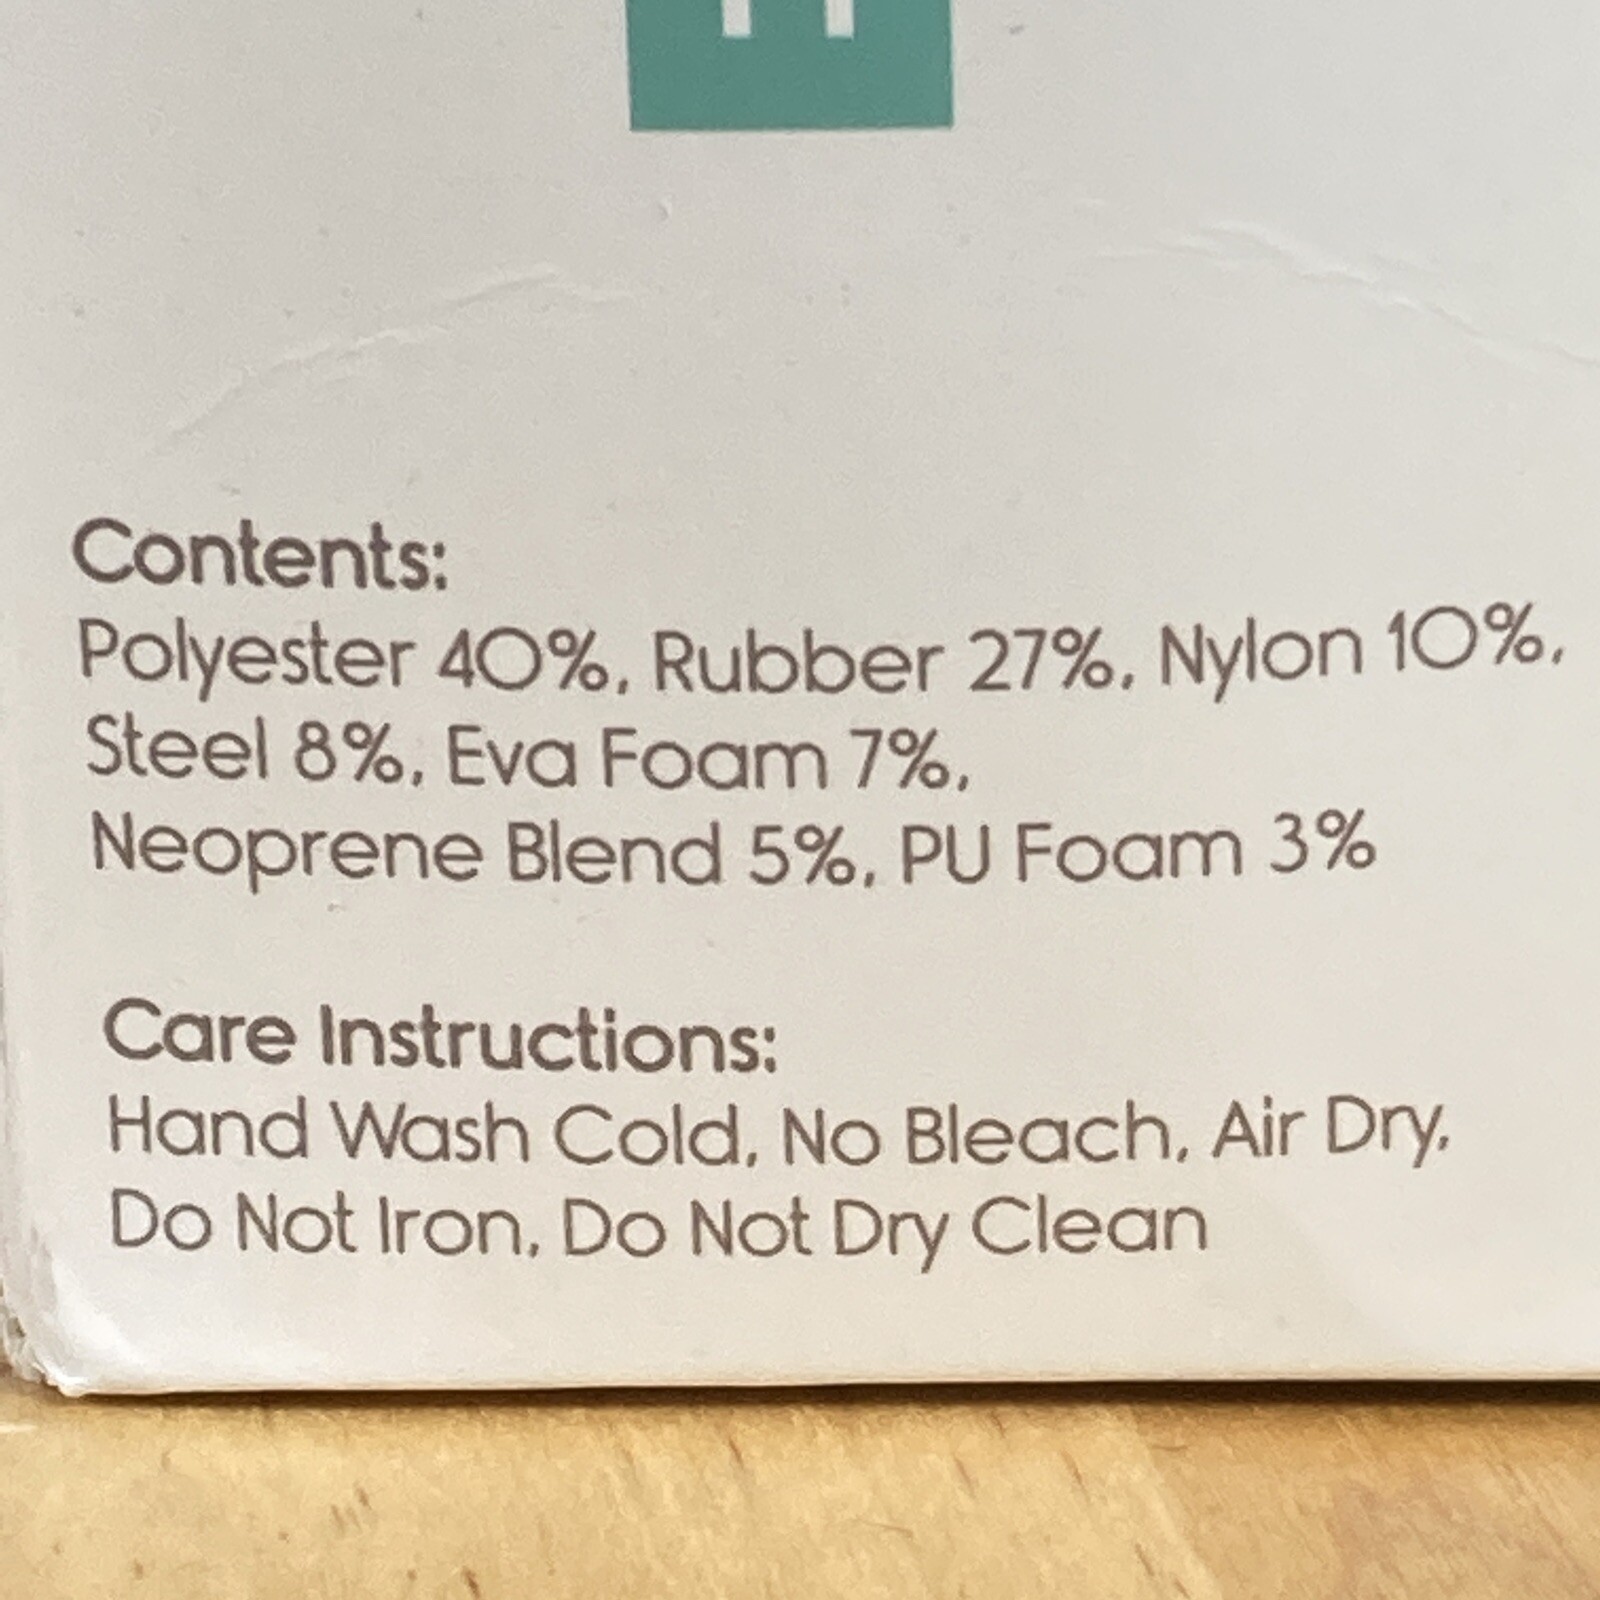 Contents:
Polyester 40%, Rubber 27%, Nylon 10%,
Steel 8%, Eva Foam 7%,
Neoprene Blend 5%, PU Foam 3%
Care Instructions:
Hand Wash Cold, No Bleach, Air Dry,
Do Not Iron, Do Not Dry Clean